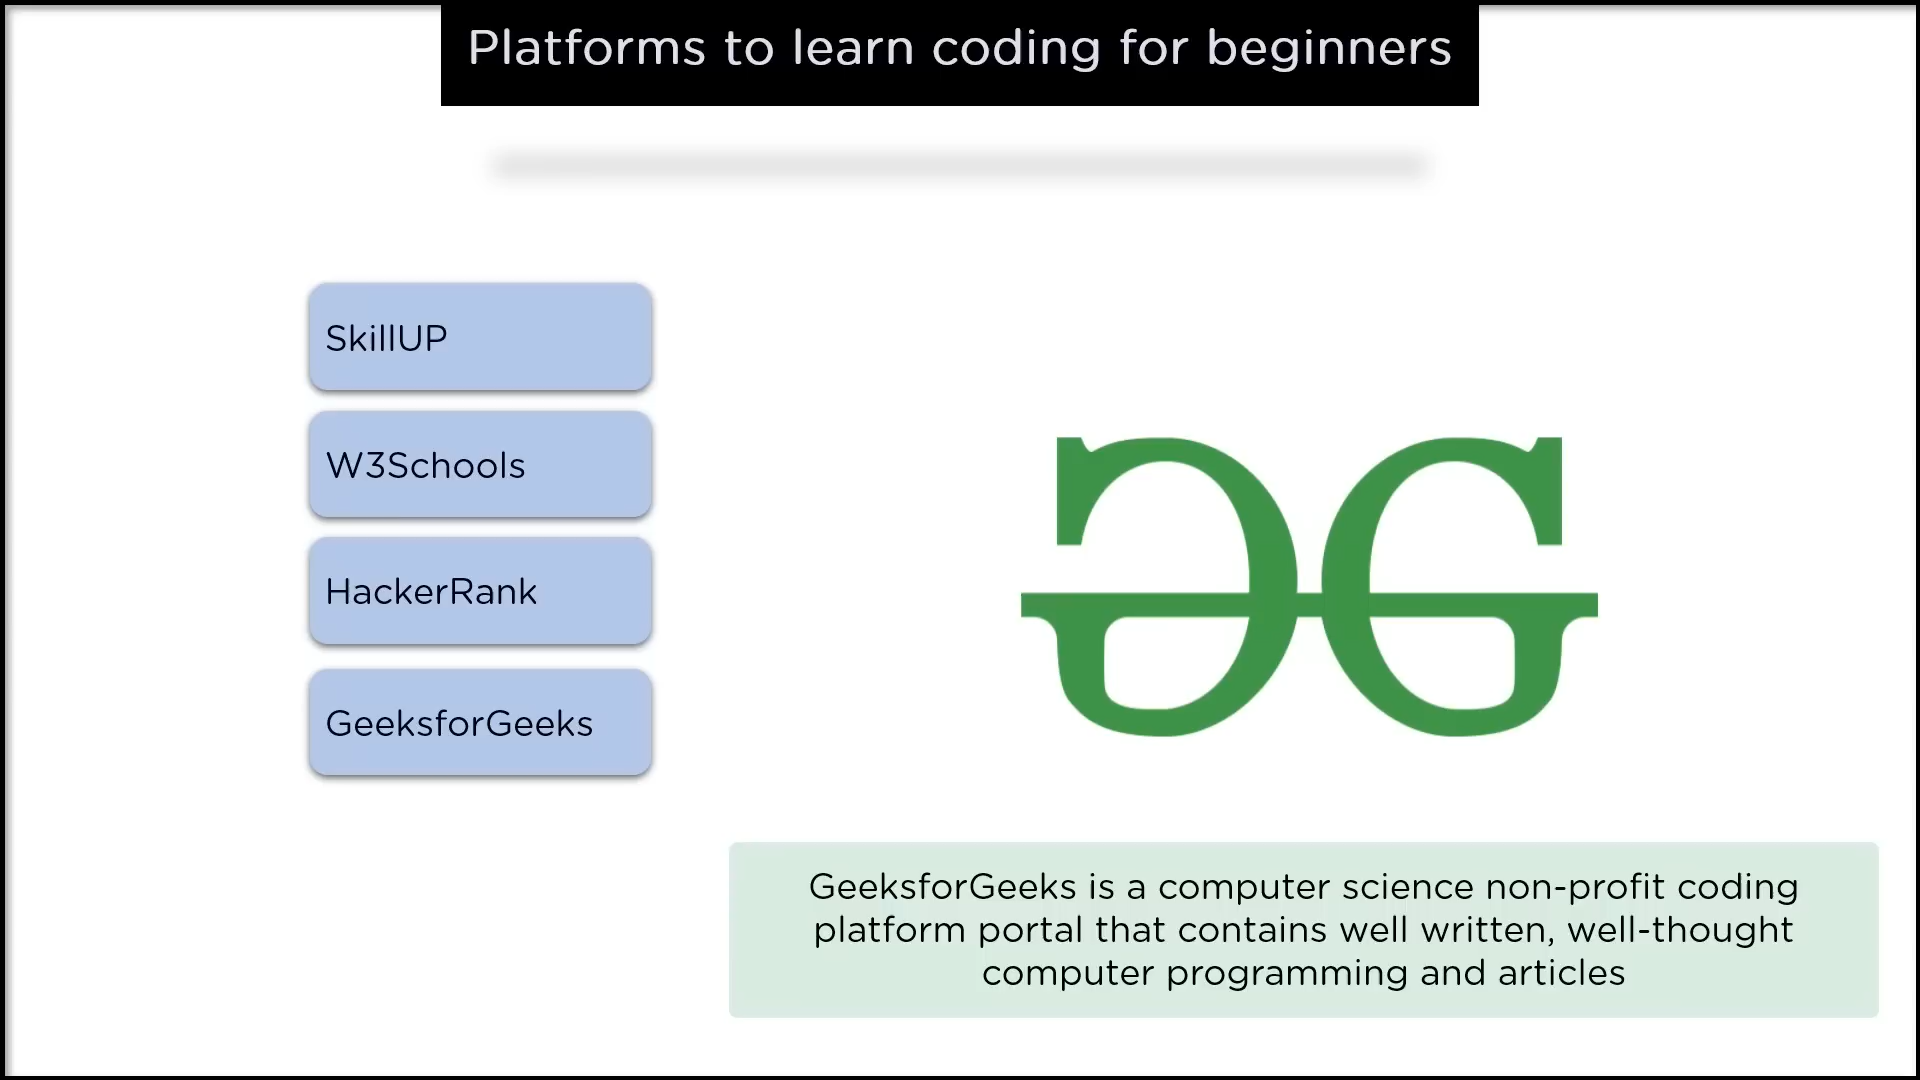 Platforms to learn coding for beginners
SkillUP
W3Schools
HackerRank
GeeksforGeeks
GeeksforGeeks is a computer science non-profit coding
platform portal that contains well written, well-thought
computer programming and articles